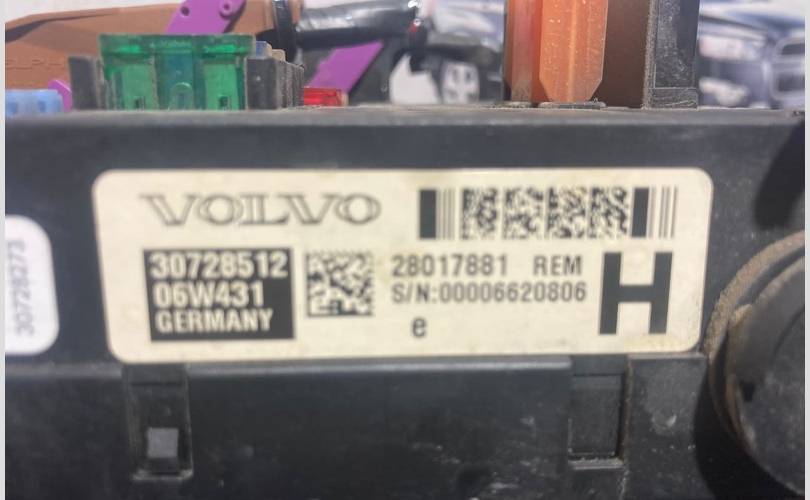 VOLVO
30728512
06W431
GERMANY
28017881 REM
S/N:00006620806
e
H
30728273